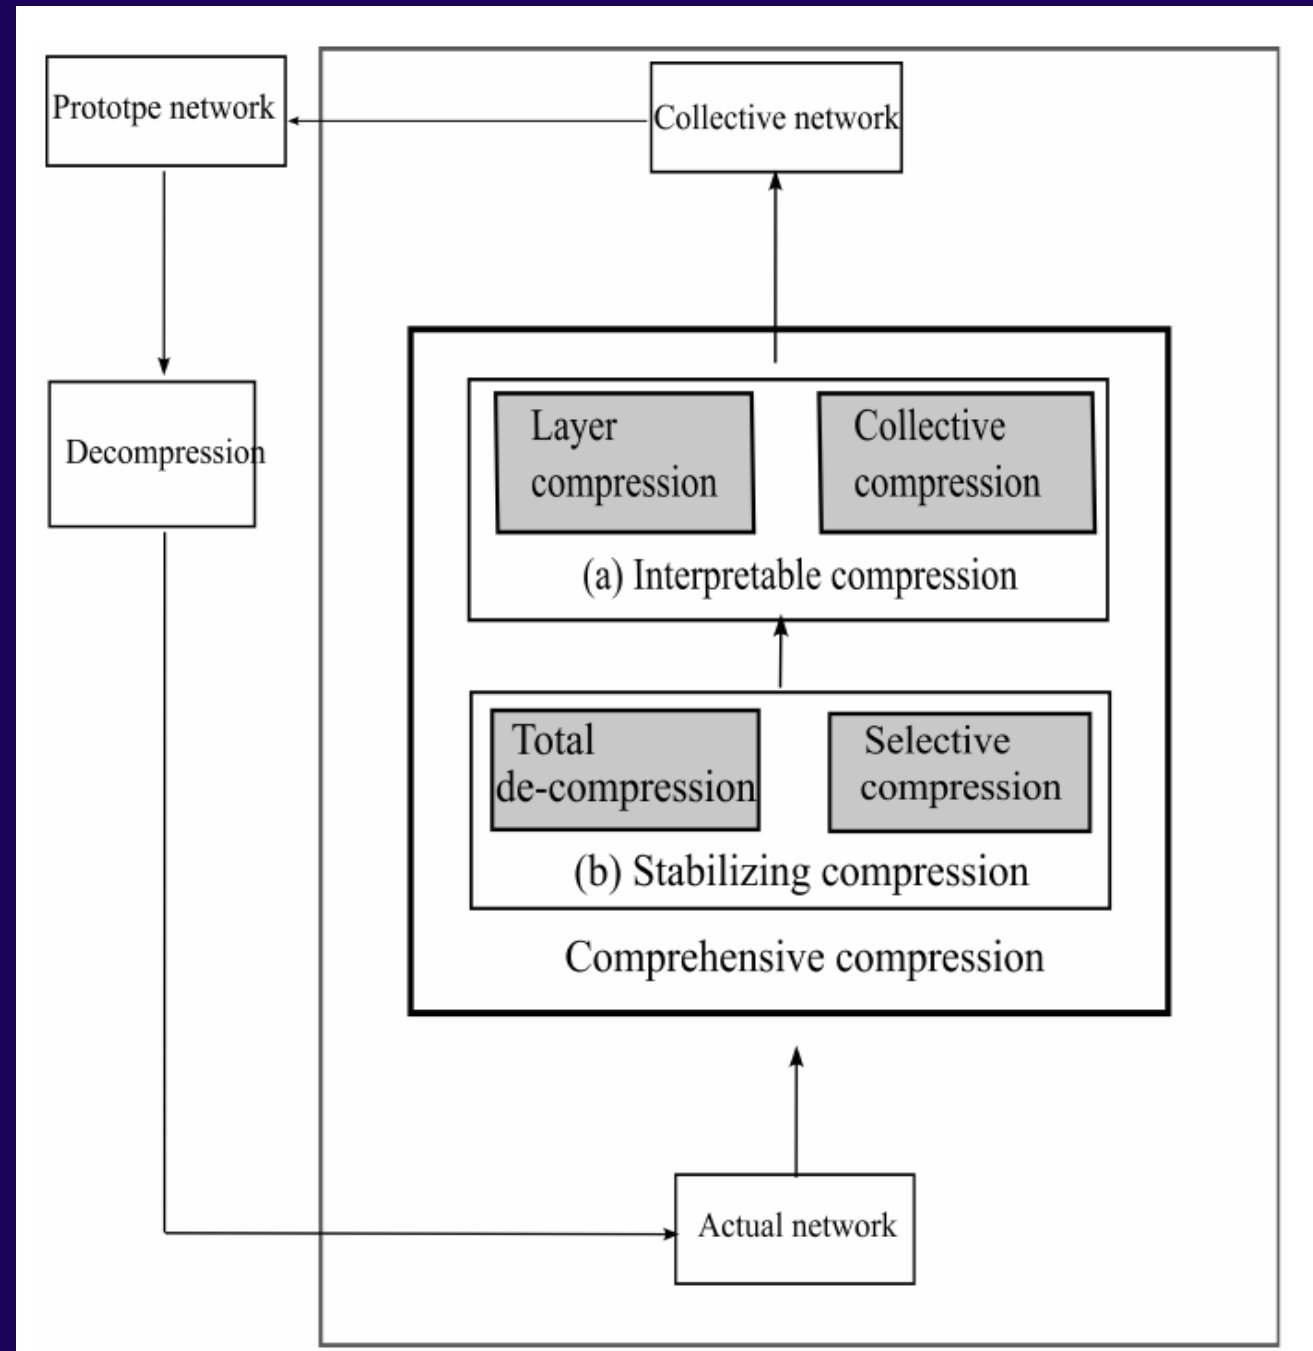 Prototpe network
Collective network
Decompression
Layer
compression
Collective
compression
(a) Interpretable compression
Total
de-compression
Selective
compression
(b) Stabilizing compression
Comprehensive compression
Actual network